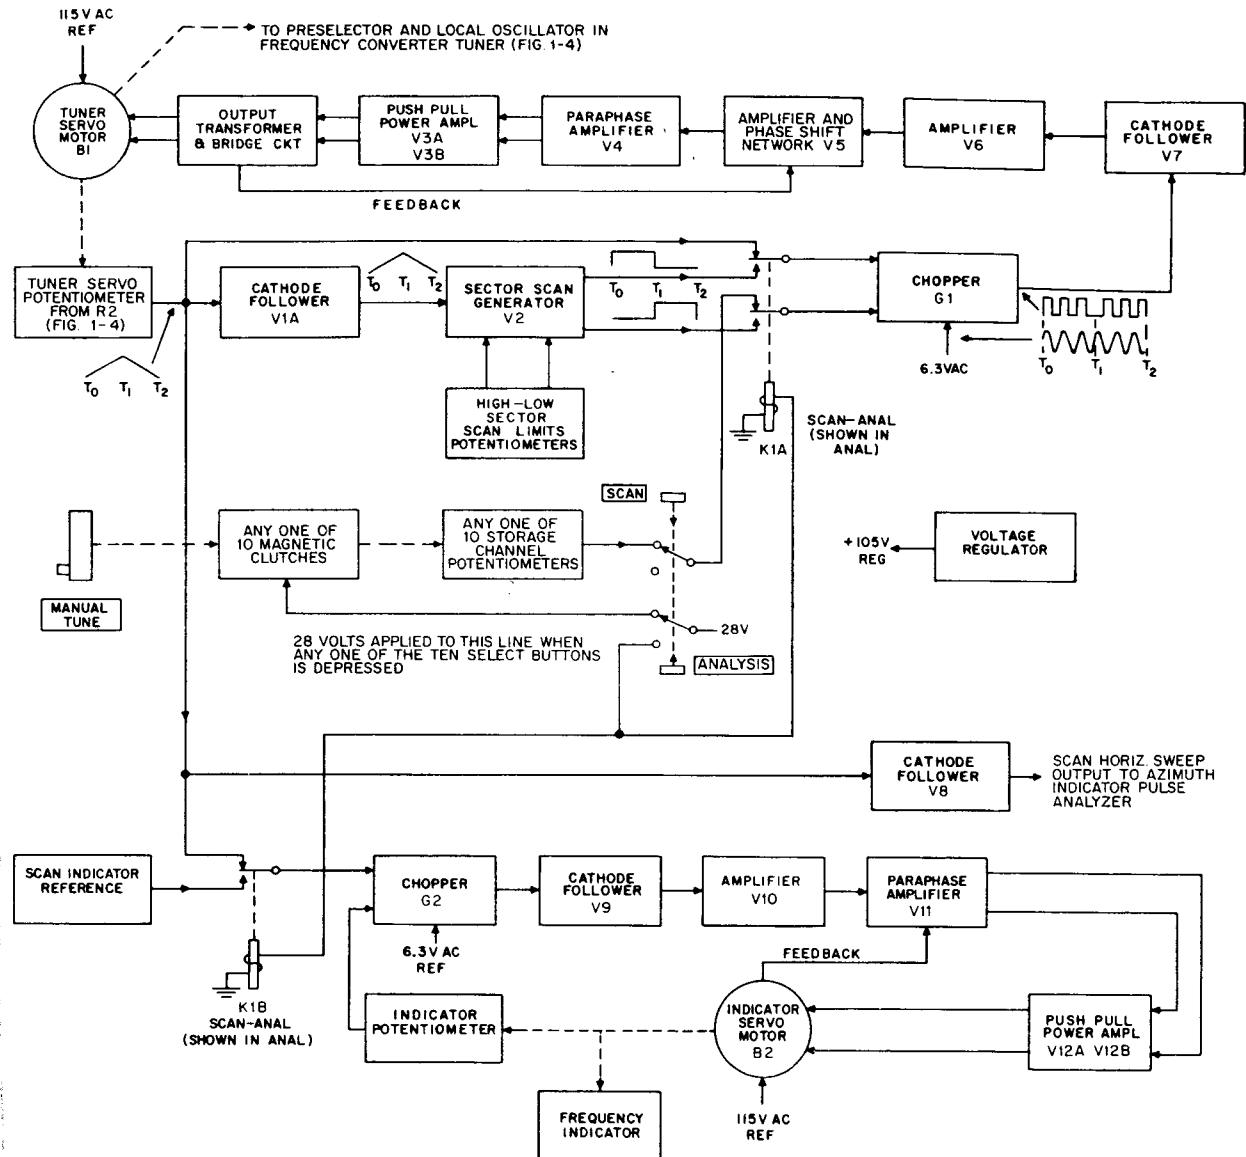 115V AC
REF
TO PRESELECTOR AND LOCAL OSCILLATOR IN
FREQUENCY CONVERTER TUNER (FIG. 1-4)
TUNER
SERVO
MOTOR
B1
OUTPUT
TRANSFORMER
& BRIDGE CKT
PUSH PULL
POWER AMPL
V3A
V3B
PARAPHASE
AMPLIFIER
V4
AMPLIFIER AND
PHASE SHIFT
NETWORK V5
AMPLIFIER
V6
CATHODE
FOLLOWER
V7
FEEDBACK
TUNER SERVO
POTENTIOMETER
FROM R2
(FIG. 1-4)
T0 T1 T2
CATHODE
FOLLOWER
V1A
T0 T1 T2
SECTOR SCAN
GENERATOR
V2
T0 T1 T2
CHOPPER
G1
6.3VAC
T0 T1 T2
HIGH-LOW
SECTOR
SCAN LIMITS
POTENTIOMETERS
K1A
SCAN-ANAL
(SHOWN IN
ANAL)
MANUAL
TUNE
ANY ONE OF
10 MAGNETIC
CLUTCHES
ANY ONE OF
10 STORAGE
CHANNEL
POTENTIOMETERS
SCAN
28V
ANALYSIS
+105V
REG
VOLTAGE
REGULATOR
28 VOLTS APPLIED TO THIS LINE WHEN
ANY ONE OF THE TEN SELECT BUTTONS
IS DEPRESSED
CATHODE
FOLLOWER
V8
SCAN HORIZ. SWEEP
OUTPUT TO AZIMUTH
INDICATOR PULSE
ANALYZER
SCAN INDICATOR
REFERENCE
K1B
SCAN-ANAL
(SHOWN IN ANAL)
CHOPPER
G2
6.3V AC
REF
CATHODE
FOLLOWER
V9
AMPLIFIER
V10
PARAPHASE
AMPLIFIER
V11
FEEDBACK
INDICATOR
POTENTIOMETER
INDICATOR
SERVO
MOTOR
B2
PUSH PULL
POWER AMPL
V12A V12B
115V AC
REF
FREQUENCY
INDICATOR